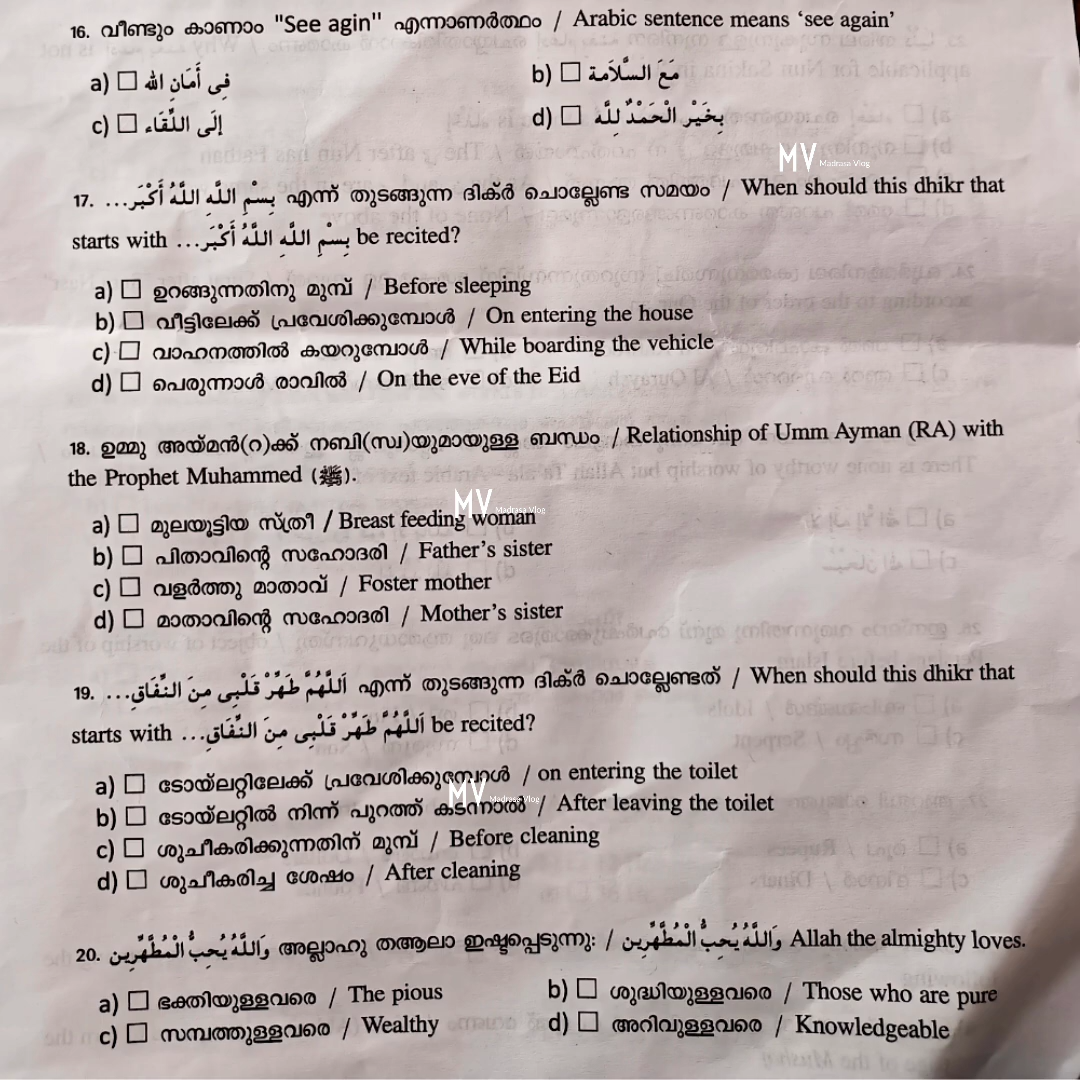 16. വീണ്ടും കാണാം "See agin" എന്നാണർത്ഥം / Arabic sentence means ‘see again’
a) ☐ فِى أَمَانِ الله b) ☐ مَعَ السَّلَامَة
c) ☐ إِلَى اللِّقَاء d) ☐ بِخَيْر الْحَمْدُ لِلَّه
MV Madrasa Vlog
17. بِسْمِ اللَّهِ اللَّهُ أَكْبَر... എന്ന് തുടങ്ങുന്ന ദിക്ർ ചൊല്ലേണ്ട സമയം / When should this dhikr that
starts with بِسْمِ اللَّهِ اللَّهُ أَكْبَر... be recited?
a) ☐ ഉറങ്ങുന്നതിനു മുമ്പ് / Before sleeping
b) ☐ വീട്ടിലേക്ക് പ്രവേശിക്കുമ്പോൾ / On entering the house
c) ☐ വാഹനത്തിൽ കയറുമ്പോൾ / While boarding the vehicle
d) ☐ പെരുന്നാൾ രാവിൽ / On the eve of the Eid
18. ഉമ്മു അയ്മൻ(റ)ക്ക് നബി(സ്വ)യുമായുള്ള ബന്ധം / Relationship of Umm Ayman (RA) with
the Prophet Muhammed (ﷺ).
MV Madrasa Vlog
a) ☐ മുലയൂട്ടിയ സ്ത്രീ / Breast feeding woman
b) ☐ പിതാവിന്റെ സഹോദരി / Father’s sister
c) ☐ വളർത്തു മാതാവ് / Foster mother
d) ☐ മാതാവിന്റെ സഹോദരി / Mother’s sister
19. اَللَّهُمَّ طَهِّرْ قَلْبِى مِنَ النِّفَاقِ... എന്ന് തുടങ്ങുന്ന ദിക്ർ ചൊല്ലേണ്ടത് / When should this dhikr that
starts with اَللَّهُمَّ طَهِّرْ قَلْبِى مِنَ النِّفَاقِ... be recited?
a) ☐ ടോയ്ലറ്റിലേക്ക് പ്രവേശിക്കുമ്പോൾ / on entering the toilet
MV Madrasa Vlog
b) ☐ ടോയ്ലറ്റിൽ നിന്ന് പുറത്ത് കടന്നാൽ / After leaving the toilet
c) ☐ ശുചീകരിക്കുന്നതിന് മുമ്പ് / Before cleaning
d) ☐ ശുചീകരിച്ച ശേഷം / After cleaning
20. وَاللَّهُ يُحِبُّ الْمُطَّهِّرِين അല്ലാഹു തആലാ ഇഷ്ടപ്പെടുന്നു: / وَاللَّهُ يُحِبُّ الْمُطَّهِّرِين Allah the almighty loves.
a) ☐ ഭക്തിയുള്ളവരെ / The pious b) ☐ ശുദ്ധിയുള്ളവരെ / Those who are pure
c) ☐ സമ്പത്തുള്ളവരെ / Wealthy d) ☐ അറിവുള്ളവരെ / Knowledgeable